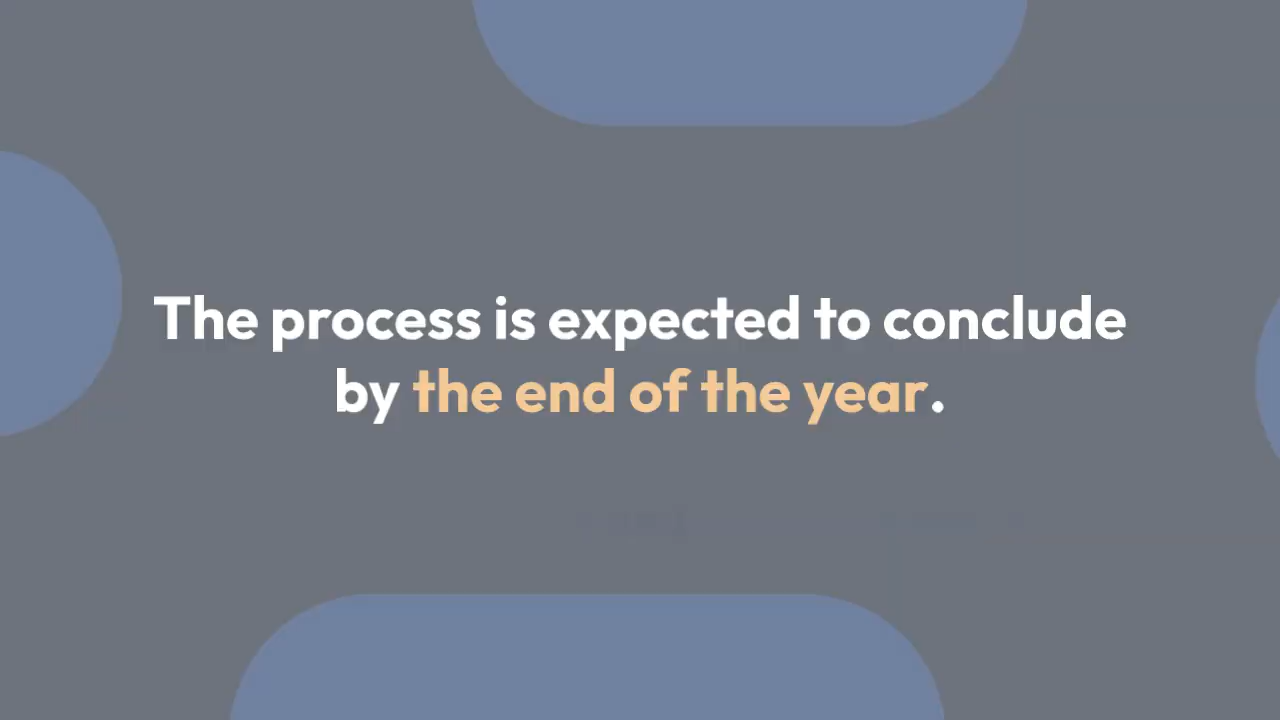 The process is expected to conclude
by the end of the year.